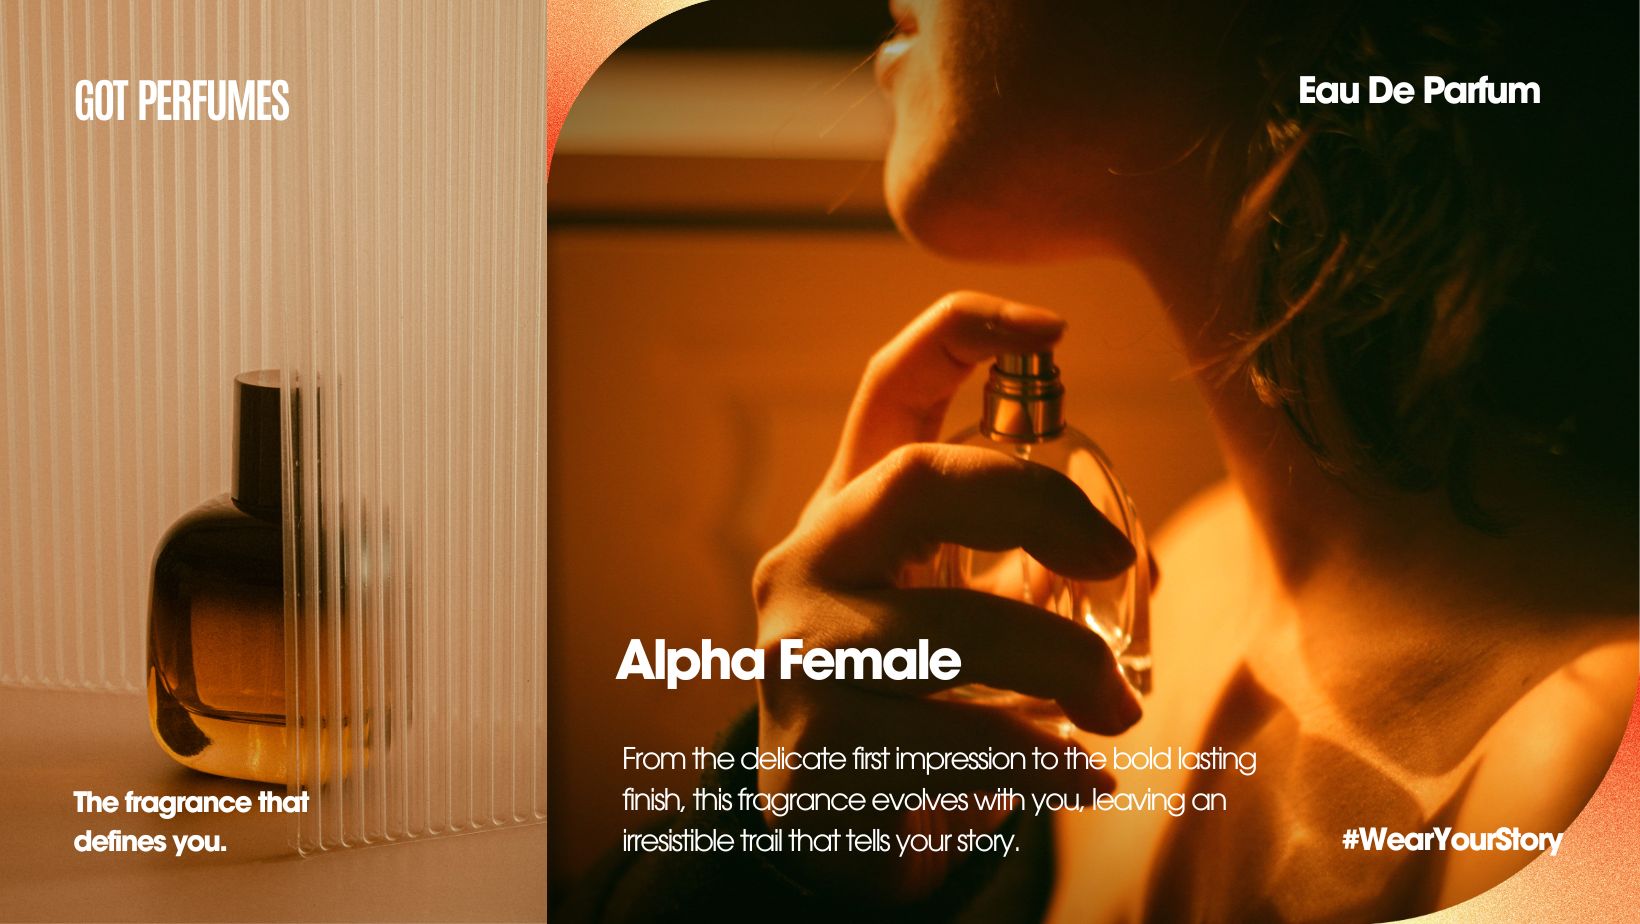 GOT PERFUMES
Eau De Parfum
Alpha Female
From the delicate first impression to the bold lasting
finish, this fragrance evolves with you, leaving an
irresistible trail that tells your story.
The fragrance that
defines you.
#WearYourStory